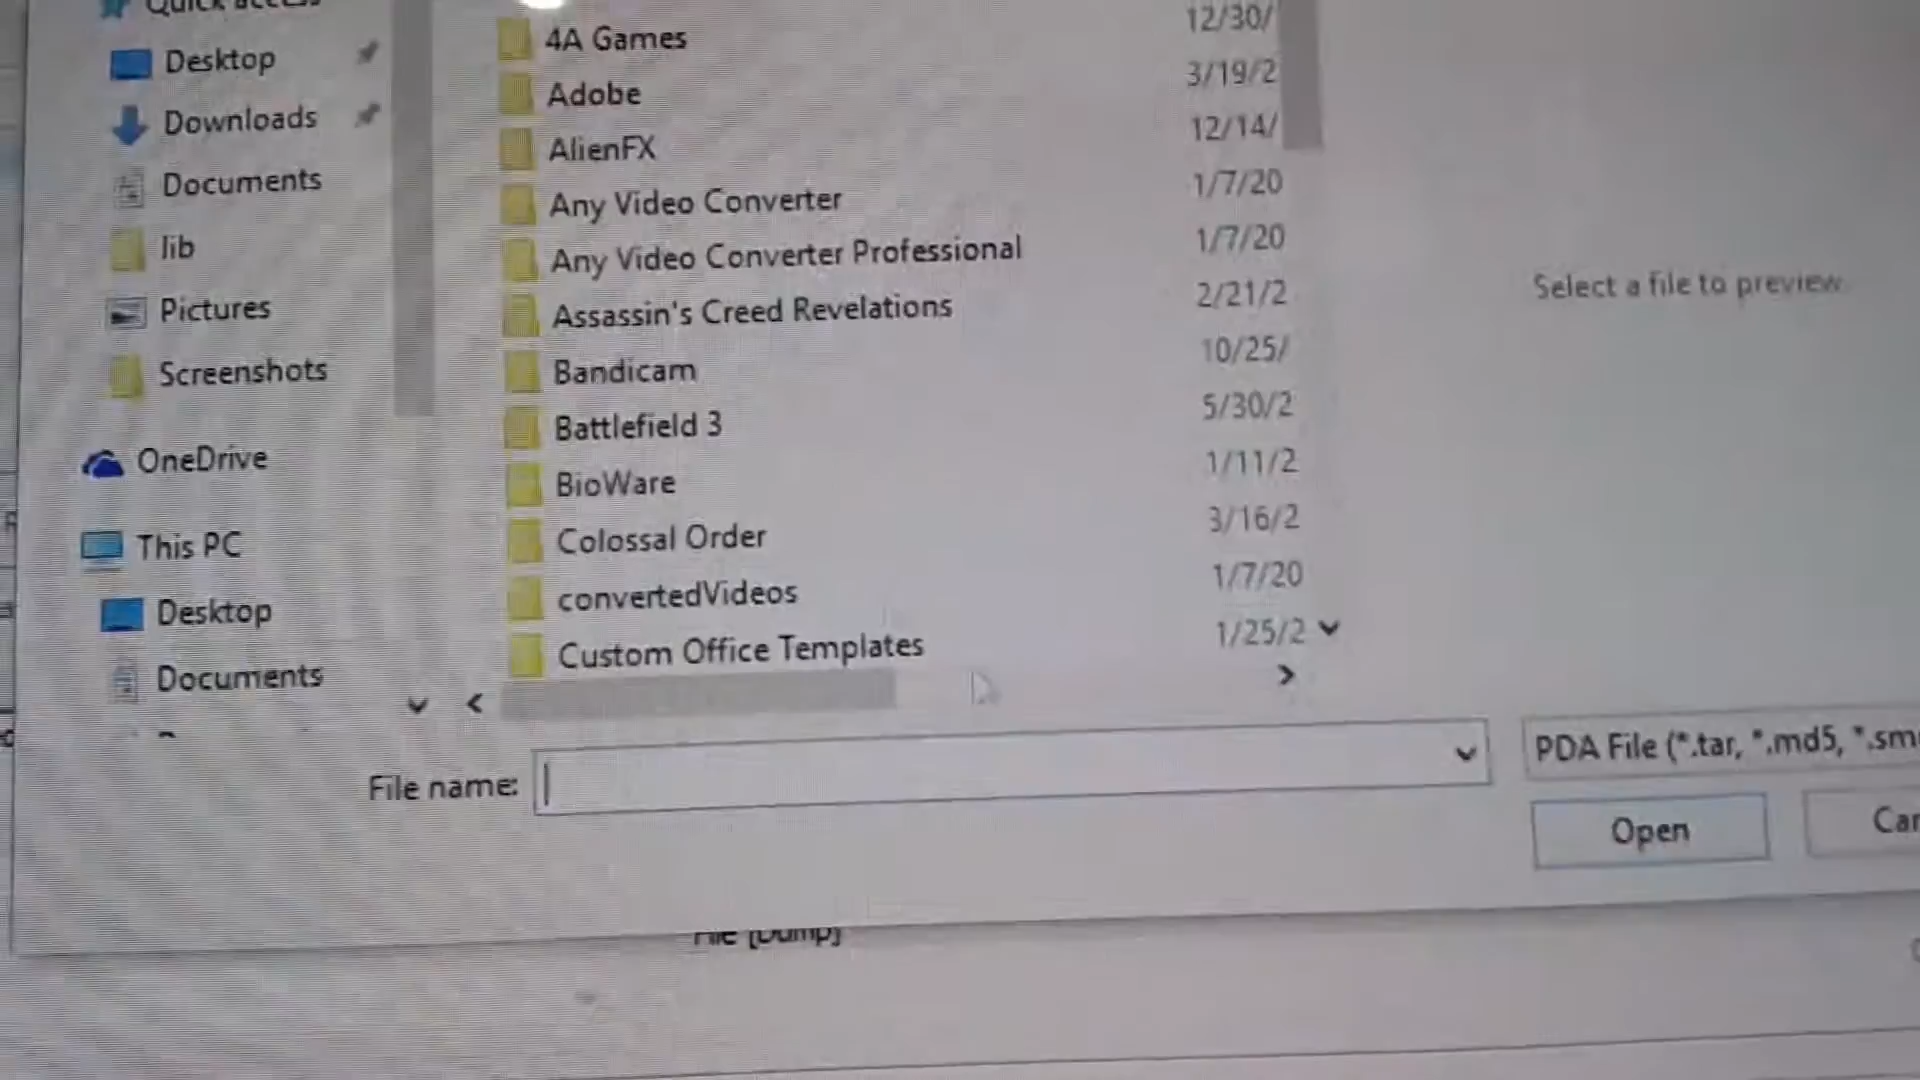 Quick access
Desktop
Downloads
Documents
lib
Pictures
Screenshots
OneDrive
This PC
Desktop
Documents
4A Games 12/30/
Adobe 3/19/2
AlienFX 12/14/
Any Video Converter 1/7/20
Any Video Converter Professional 1/7/20
Assassin's Creed Revelations 2/21/2
Bandicam 10/25/
Battlefield 3 5/30/2
BioWare 1/11/2
Colossal Order 3/16/2
convertedVideos 1/7/20
Custom Office Templates 1/25/2
Select a file to preview.
File name:
PDA File (*.tar, *.md5, *.sm
Open
Can
File [Dump]